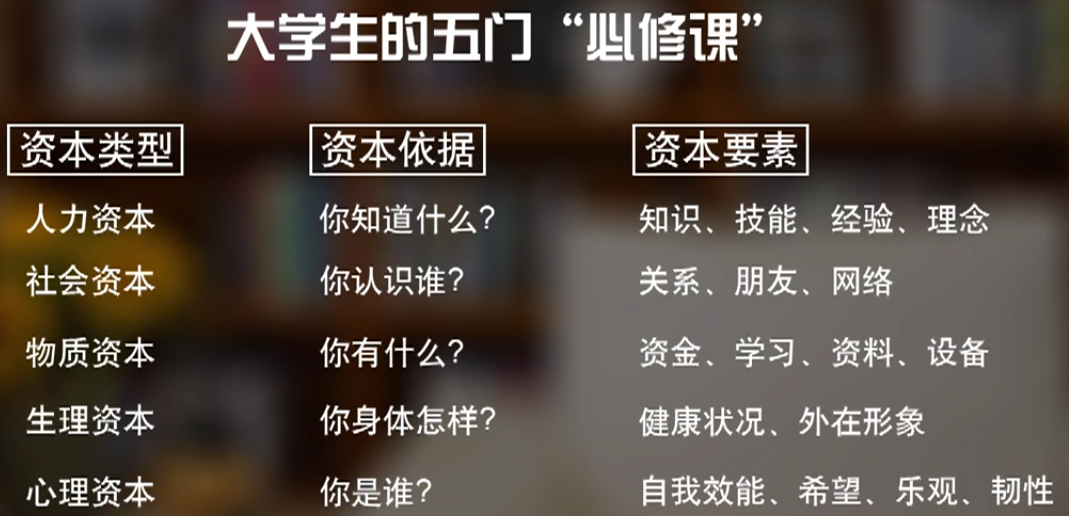 大学生的五门“必修课”
资本类型 资本依据 资本要素
人力资本 你知道什么? 知识、技能、经验、理念
社会资本 你认识谁? 关系、朋友、网络
物质资本 你有什么? 资金、学习、资料、设备
生理资本 你身体怎样? 健康状况、外在形象
心理资本 你是谁? 自我效能、希望、乐观、韧性